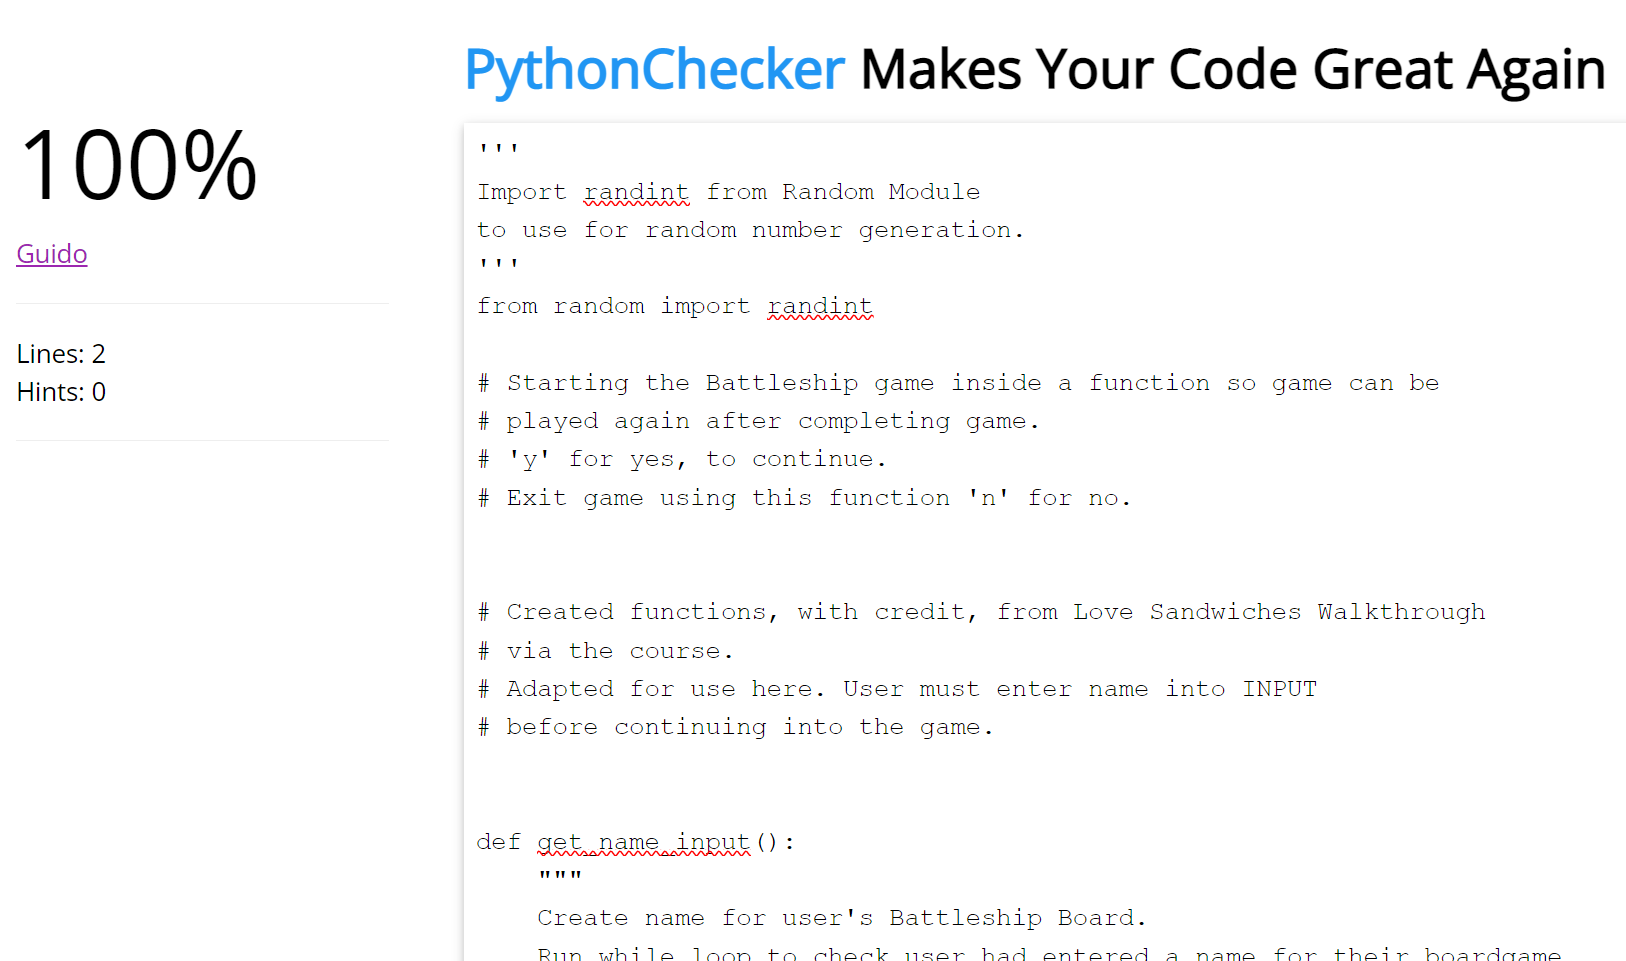 PythonChecker Makes Your Code Great Again
100%
Guido
Lines: 2
Hints: 0
'''
Import randint from Random Module
to use for random number generation.
'''
from random import randint
# Starting the Battleship game inside a function so game can be
# played again after completing game.
# 'y' for yes, to continue.
# Exit game using this function 'n' for no.
# Created functions, with credit, from Love Sandwiches Walkthrough
# via the course.
# Adapted for use here. User must enter name into INPUT
# before continuing into the game.
def get_name_input():
"""
Create name for user's Battleship Board.
Run while loop to check user had entered a name for their boardgame